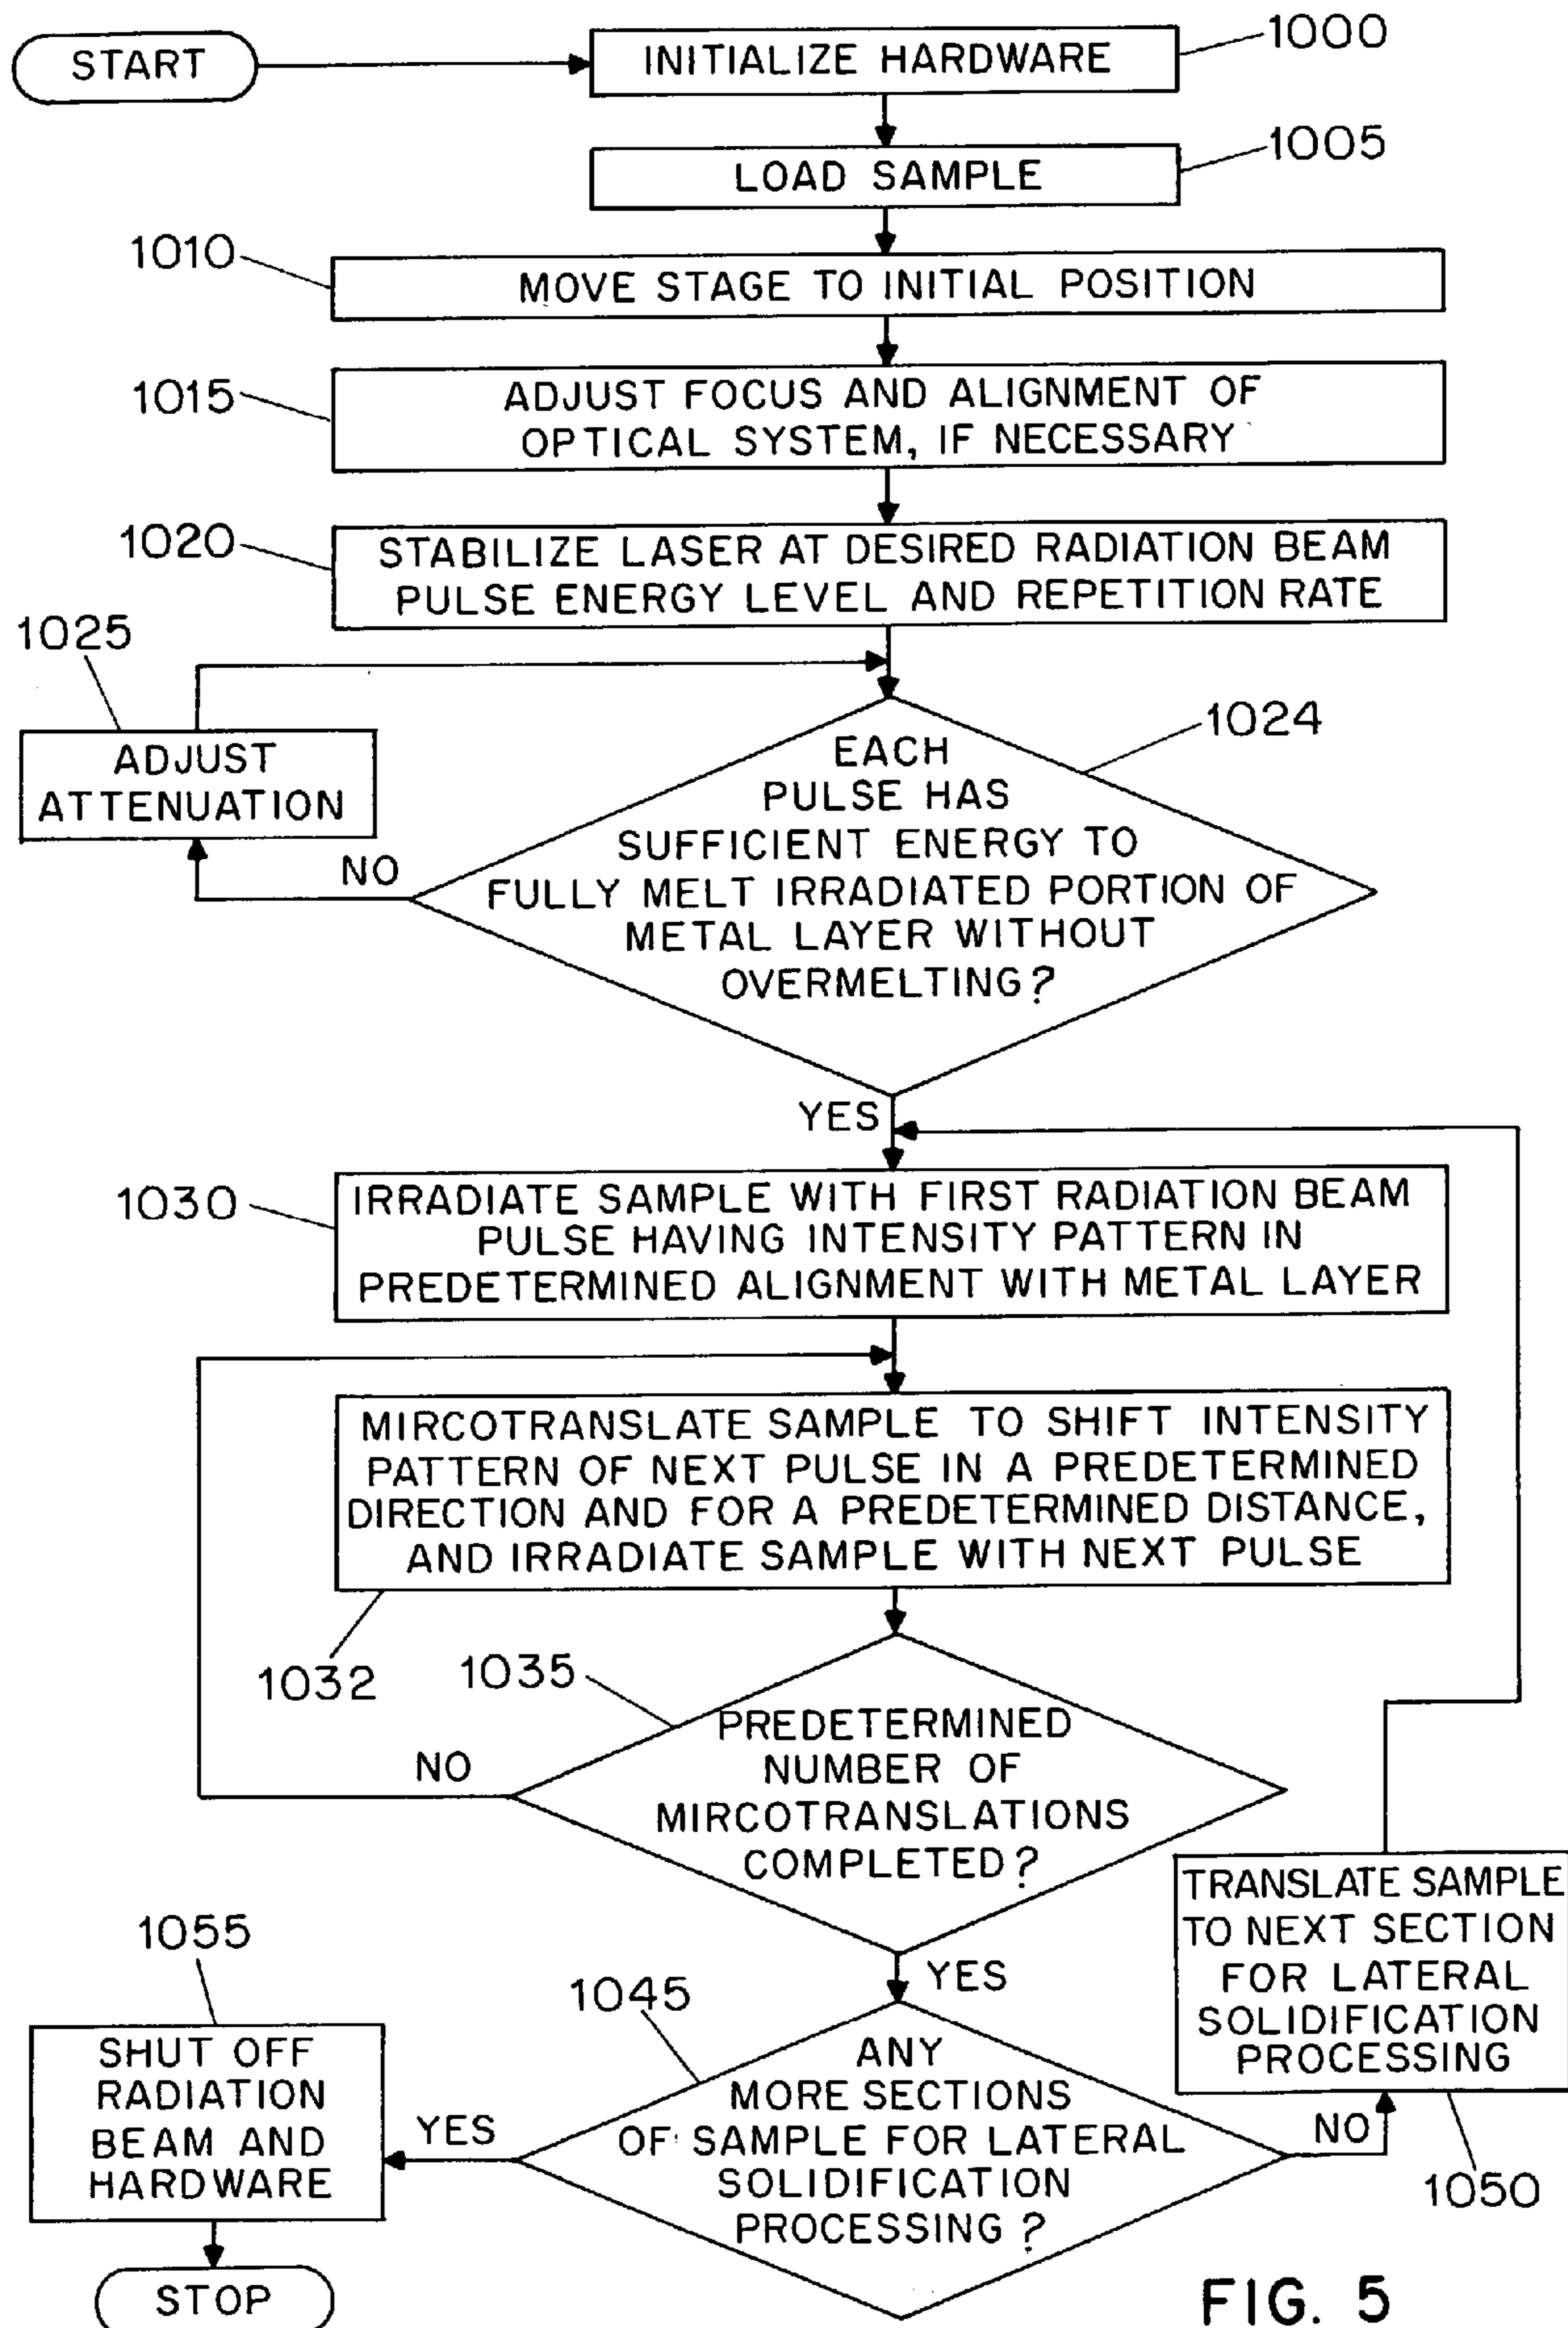 START
INITIALIZE HARDWARE
1000
LOAD SAMPLE
1005
1010
MOVE STAGE TO INITIAL POSITION
1015
ADJUST FOCUS AND ALIGNMENT OF
OPTICAL SYSTEM, IF NECESSARY
1020
STABILIZE LASER AT DESIRED RADIATION BEAM
PULSE ENERGY LEVEL AND REPETITION RATE
1025
ADJUST
ATTENUATION
NO
1024
EACH
PULSE HAS
SUFFICIENT ENERGY TO
FULLY MELT IRRADIATED PORTION OF
METAL LAYER WITHOUT
OVERMELTING?
YES
1030
IRRADIATE SAMPLE WITH FIRST RADIATION BEAM
PULSE HAVING INTENSITY PATTERN IN
PREDETERMINED ALIGNMENT WITH METAL LAYER
MIRCOTRANSLATE SAMPLE TO SHIFT INTENSITY
PATTERN OF NEXT PULSE IN A PREDETERMINED
DIRECTION AND FOR A PREDETERMINED DISTANCE,
AND IRRADIATE SAMPLE WITH NEXT PULSE
1032
1035
NO
PREDETERMINED
NUMBER OF
MIRCOTRANSLATIONS
COMPLETED?
YES
TRANSLATE SAMPLE
TO NEXT SECTION
FOR LATERAL
SOLIDIFICATION
PROCESSING
1050
1045
ANY
MORE SECTIONS
OF SAMPLE FOR LATERAL
SOLIDIFICATION
PROCESSING?
YES
NO
1055
SHUT OFF
RADIATION
BEAM AND
HARDWARE
STOP
FIG. 5